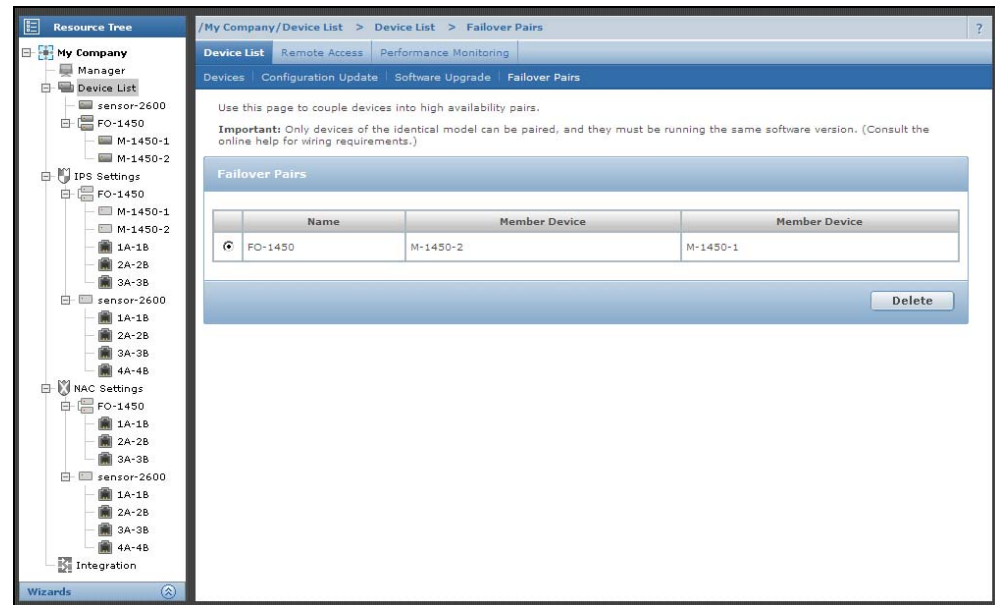 Resource Tree
My Company
Manager
Device List
sensor-2600
FO-1450
M-1450-1
M-1450-2
IPS Settings
FO-1450
M-1450-1
M-1450-2
1A-1B
2A-2B
3A-3B
sensor-2600
1A-1B
2A-2B
3A-3B
4A-4B
NAC Settings
FO-1450
1A-1B
2A-2B
3A-3B
sensor-2600
1A-1B
2A-2B
3A-3B
4A-4B
Integration
Wizards
/My Company/Device List > Device List > Failover Pairs ?
Device List Remote Access Performance Monitoring
Devices Configuration Update Software Upgrade Failover Pairs
Use this page to couple devices into high availability pairs.
Important: Only devices of the identical model can be paired, and they must be running the same software version. (Consult the
online help for wiring requirements.)
Failover Pairs
Name Member Device Member Device
FO-1450 M-1450-2 M-1450-1
Delete